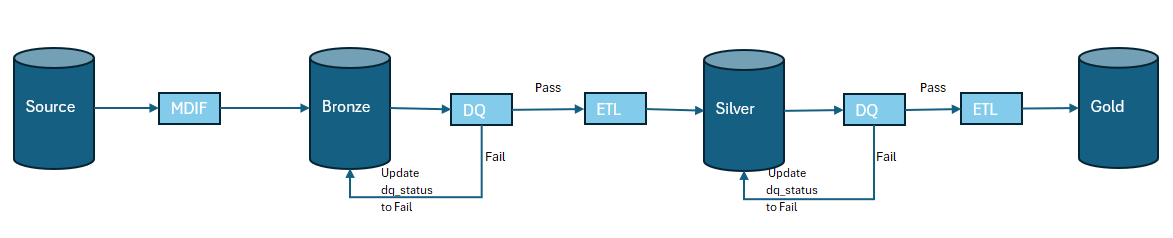 Source
MDIF
Bronze
DQ
Pass
ETL
Fail
Update
dq_status
to Fail
Silver
DQ
Pass
ETL
Fail
Update
dq_status
to Fail
Gold